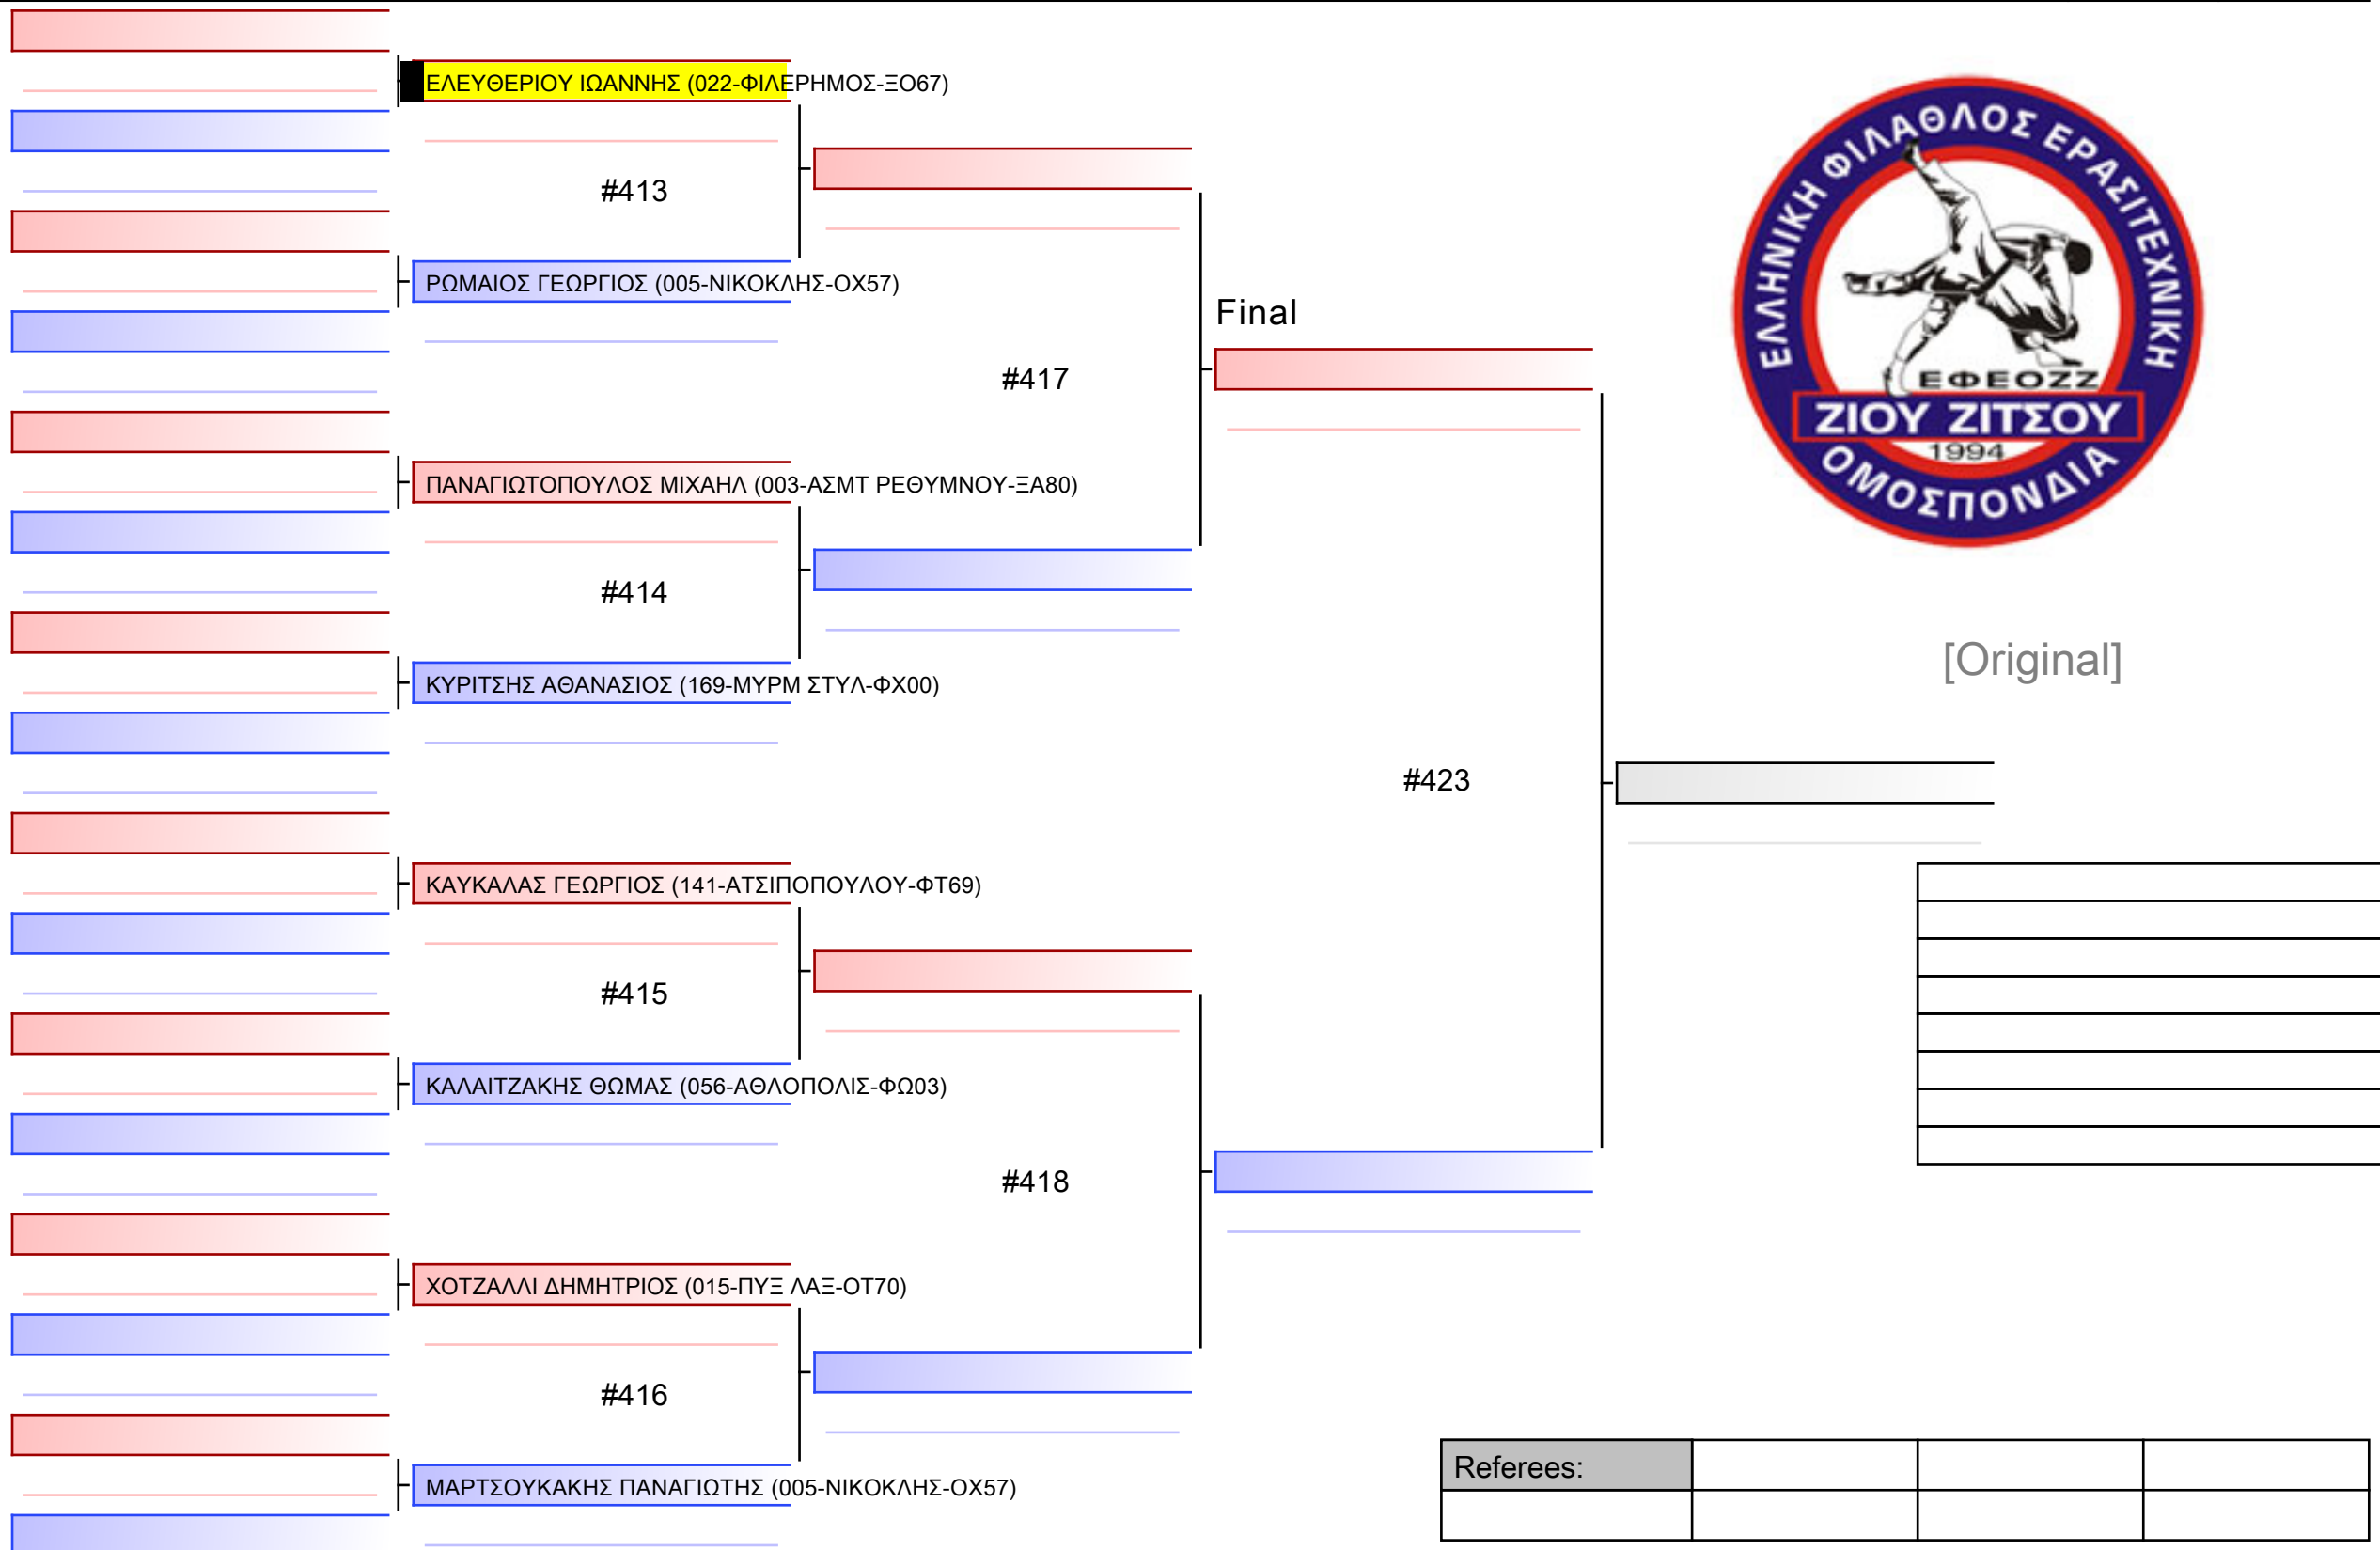 ΕΛΕΥΘΕΡΙΟΥ ΙΩΑΝΝΗΣ (022-ΦΙΛΕΡΗΜΟΣ-ΞΟ67)
#413
ΡΩΜΑΙΟΣ ΓΕΩΡΓΙΟΣ (005-ΝΙΚΟΚΛΗΣ-ΟΧ57)
#417
ΠΑΝΑΓΙΩΤΟΠΟΥΛΟΣ ΜΙΧΑΗΛ (003-ΑΣΜΤ ΡΕΘΥΜΝΟΥ-ΞΑ80)
#414
ΚΥΡΙΤΣΗΣ ΑΘΑΝΑΣΙΟΣ (169-ΜΥΡΜ ΣΤΥΛ-ΦΧ00)
Final
#423
ΚΑΥΚΑΛΑΣ ΓΕΩΡΓΙΟΣ (141-ΑΤΣΙΠΟΠΟΥΛΟΥ-ΦΤ69)
#415
ΚΑΛΑΙΤΖΑΚΗΣ ΘΩΜΑΣ (056-ΑΘΛΟΠΟΛΙΣ-ΦΩ03)
#418
ΧΟΤΖΑΛΛΙ ΔΗΜΗΤΡΙΟΣ (015-ΠΥΞ ΛΑΞ-ΟΤ70)
#416
ΜΑΡΤΣΟΥΚΑΚΗΣ ΠΑΝΑΓΙΩΤΗΣ (005-ΝΙΚΟΚΛΗΣ-ΟΧ57)
ΕΛΛΗΝΙΚΗ ΦΙΛΑΘΛΟΣ ΕΡΑΣΙΤΕΧΝΙΚΗ
ΕΦΕΟΖΖ
ΖΙΟΥ ΖΙΤΣΟΥ
1994
ΟΜΟΣΠΟΝΔΙΑ
[Original]
Referees: